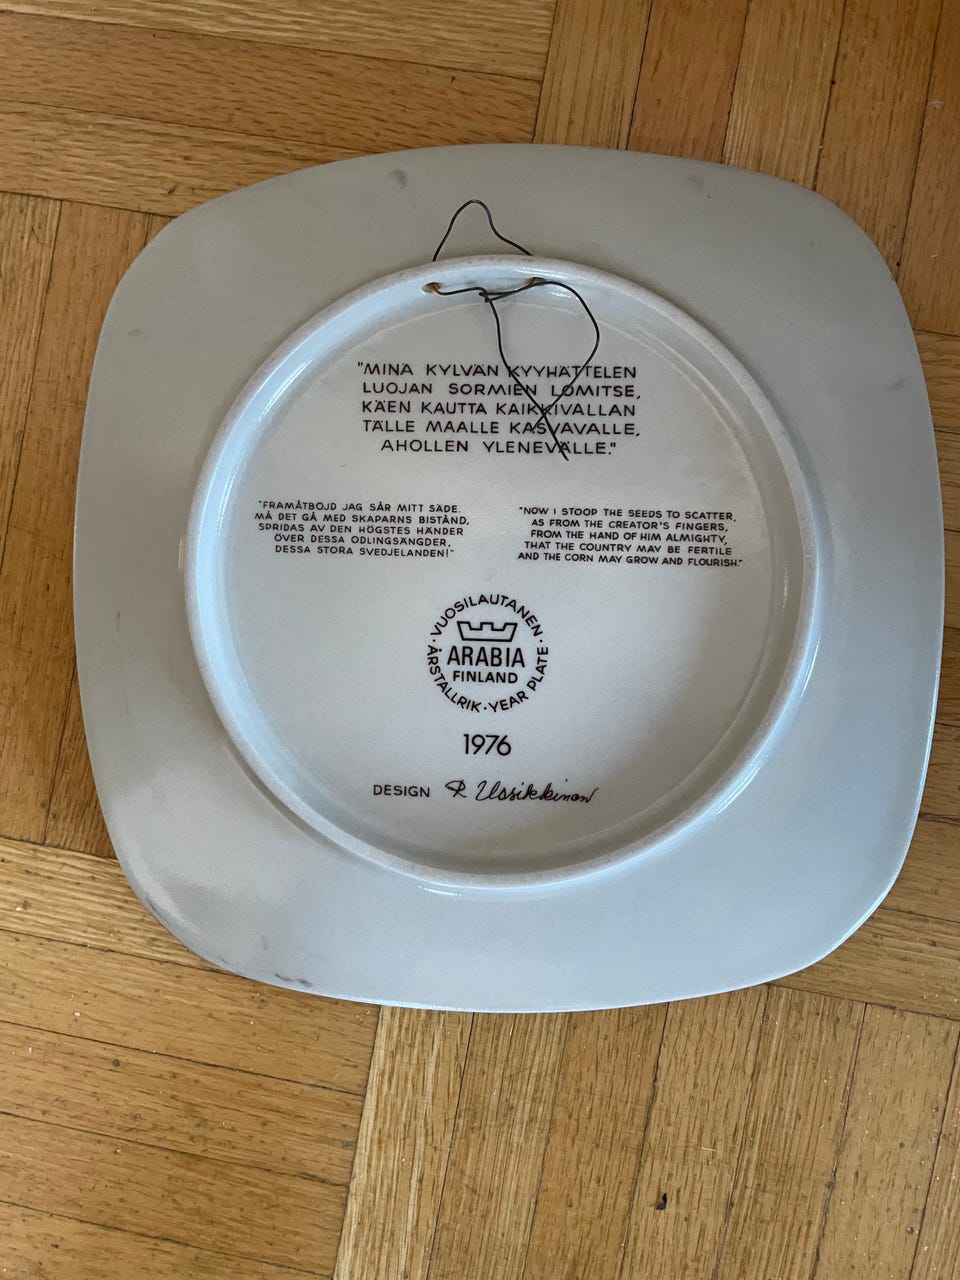 "MINÄ KYLVÄN KYYHÄTTELEN
LUOJAN SORMIEN LOMITSE,
KÄEN KAUTTA KAIKKIVALLAN
TÄLLE MAALLE KASVAVALLE,
AHOLLEN YLENEVÄLLE."
"FRAMÅTBÖJD JAG SÅR MITT SÄDE.
MÅ DET GÅ MED SKAPARNS BISTÅND,
SPRIDAS AV DEN HÖGSTES HÄNDER
ÖVER DESSA ODLINGSÄNGDER,
DESSA STORA SVEDJELANDEN!"
"NOW I STOOP THE SEEDS TO SCATTER,
AS FROM THE CREATOR'S FINGERS,
FROM THE HAND OF HIM ALMIGHTY,
THAT THE COUNTRY MAY BE FERTILE
AND THE CORN MAY GROW AND FLOURISH."
VUOSILAUTANEN
ARABIA
FINLAND
ÅRSTALLRIK · YEAR PLATE
1976
DESIGN R. Uosikkinen